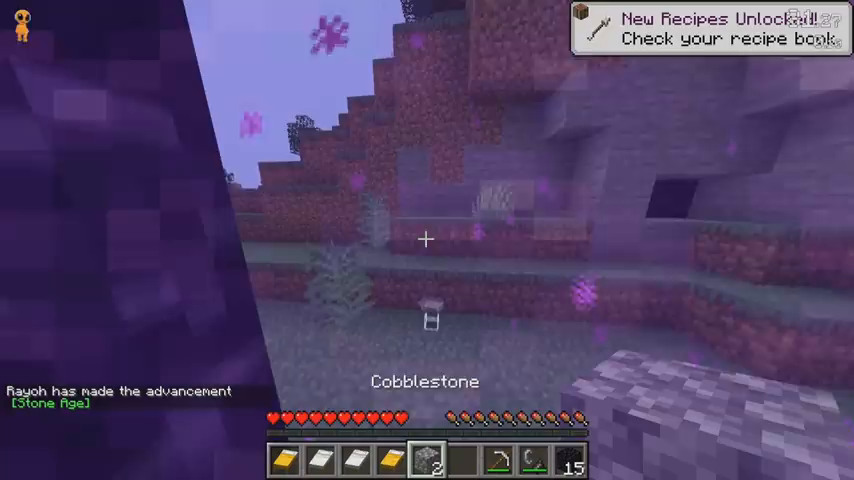 New Recipes Unlocked!
Check your recipe book
Cobblestone
Rayoh has made the advancement
[Stone Age]
2
15